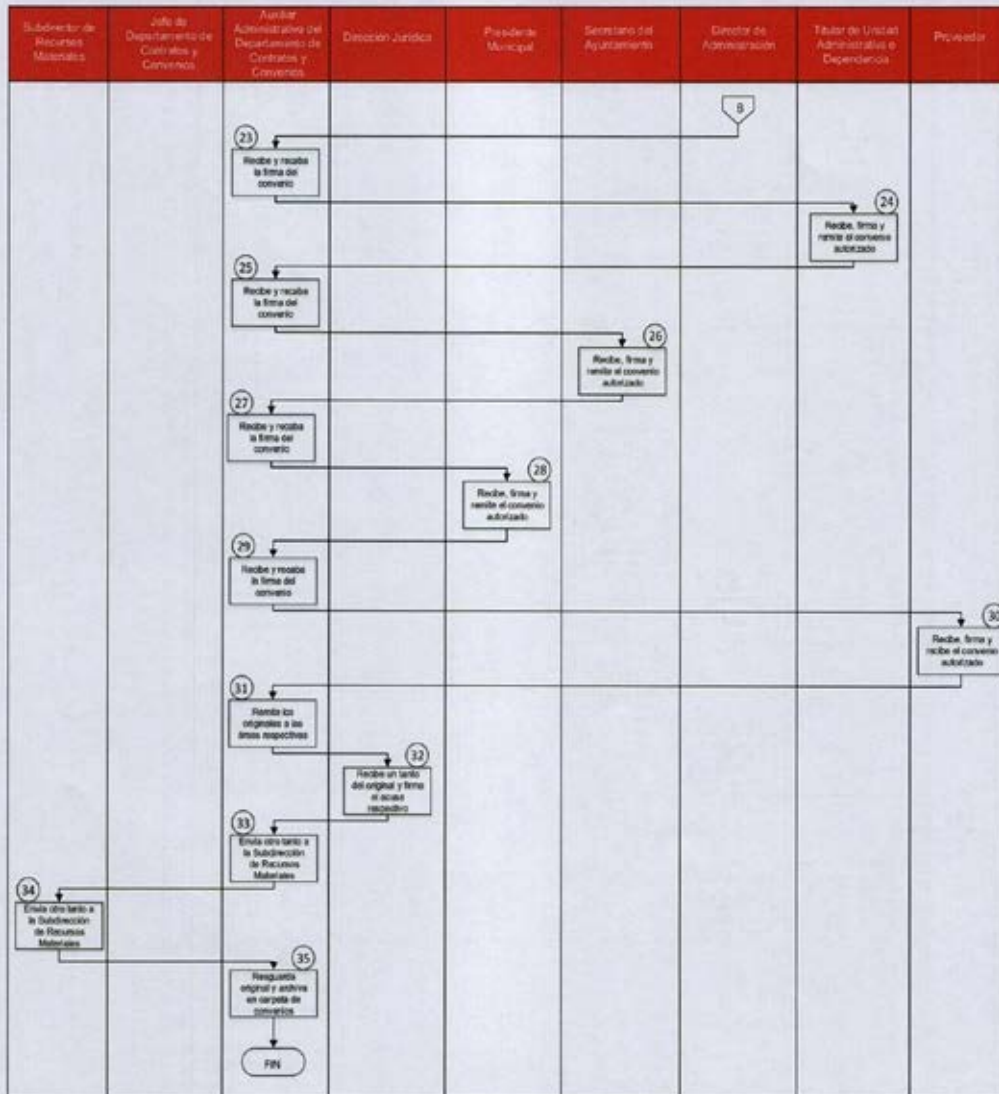 Subdirector de
Recursos
Materiales
Jefe de
Departamento de
Contratos y
Convenios
Auxiliar
Administrativo del
Departamento de
Contratos y
Convenios
Dirección Jurídica
Presidente
Municipal
Secretario del
Ayuntamiento
Director de
Administración
Titular de Unidad
Administrativa o
Dependencia
Proveedor
B
23
Recibe y recaba
la firma del
convenio
24
Recibe, firma y
remite el convenio
autorizado
25
Recibe y recaba
la firma del
convenio
26
Recibe, firma y
remite el convenio
autorizado
27
Recibe y recaba
la firma del
convenio
28
Recibe, firma y
remite el convenio
autorizado
29
Recibe y recaba
la firma del
convenio
30
Recibe, firma y
recibe el convenio
autorizado
31
Remite los
originales a las
áreas respectivas
32
Recibe un tanto
del original y firma
el acuse
respectivo
33
Envía otro tanto a
la Subdirección
de Recursos
Materiales
34
Envía otro tanto a
la Subdirección
de Recursos
Materiales
35
Resguarda
original y archiva
en carpeta de
convenios
FIN